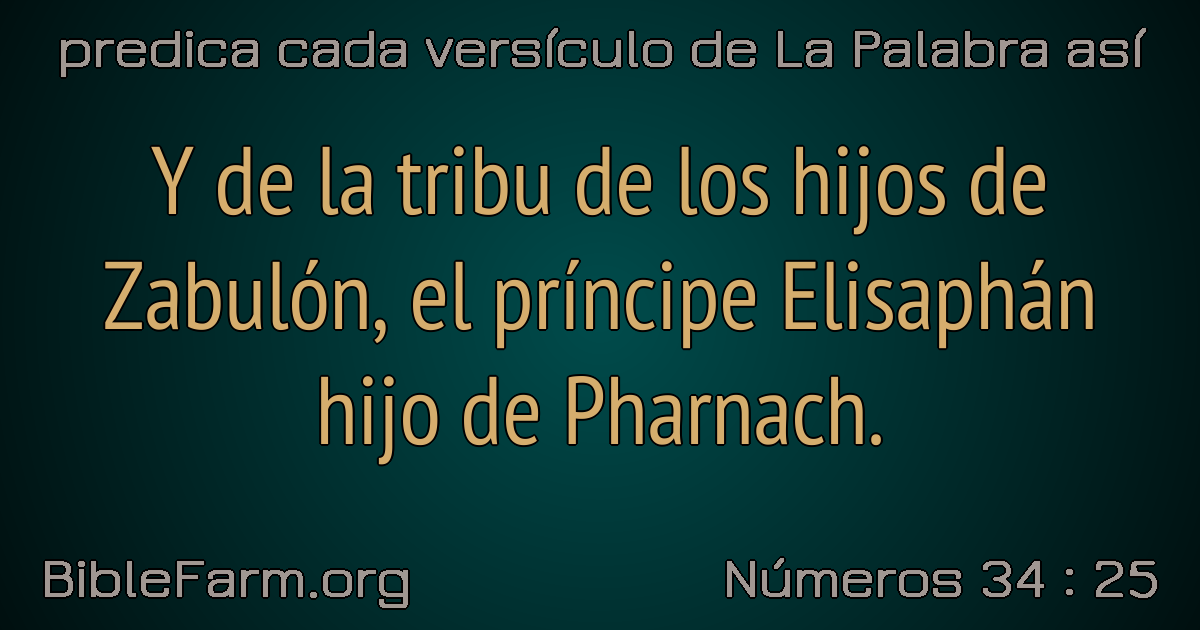 predica cada versículo de La Palabra así
Y de la tribu de los hijos de
Zabulón, el príncipe Elisaphán
hijo de Pharnach.
BibleFarm.org
Números 34 : 25